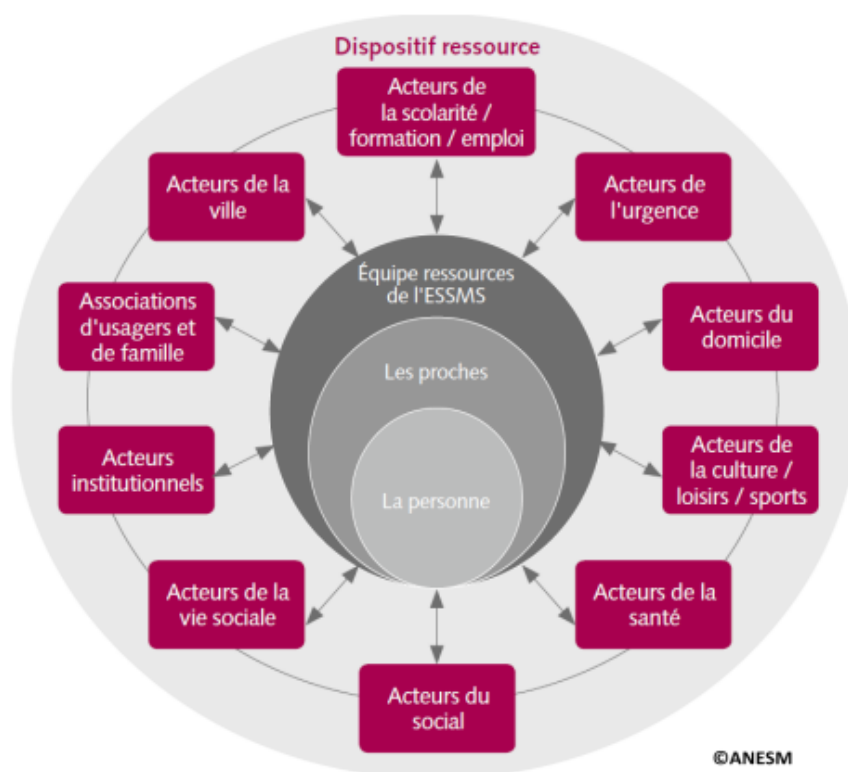 Dispositif ressource
Acteurs de
la scolarité /
formation / emploi
Acteurs de la
ville
Acteurs de
l'urgence
Équipe ressources
de l'ESSMS
Associations
d'usagers et
de famille
Acteurs du
domicile
Les proches
Acteurs
institutionnels
Acteurs de
la culture /
loisirs / sports
La personne
Acteurs de la
vie sociale
Acteurs de la
santé
Acteurs du
social
©ANESM